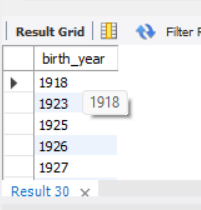 Result Grid Filter R
birth_year
1918
1923 1918
1925
1926
1927
Result 30 ×